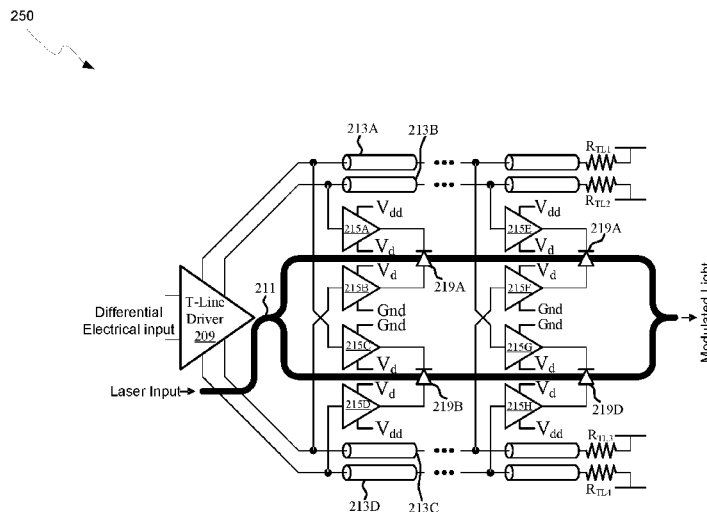 250
213A
213B
R_TL1
R_TL2
V_dd
V_dd
215A
215E
219A
V_d
V_d
V_d
V_d
215B
219A
215F
211
T-Line
Driver
209
Differential
Electrical input
Gnd
Gnd
Gnd
Gnd
Modulated Light
215C
215G
V_d
V_d
Laser Input
V_d
V_d
219B
219D
215D
215H
V_dd
V_dd
R_TL3
R_TL4
213D
213C